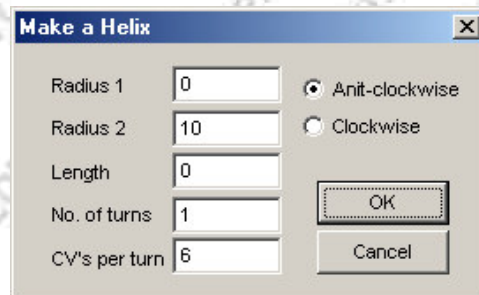 Make a Helix
Radius 1 0 Anit-clockwise
Radius 2 10 Clockwise
Length 0
No. of turns 1 OK
CV's per turn 6 Cancel